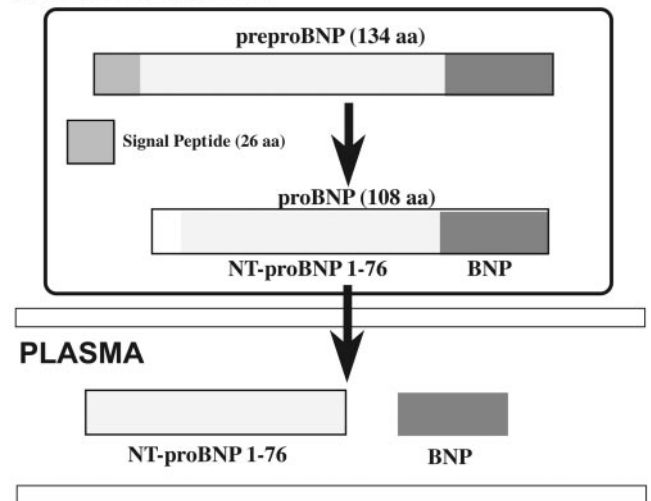 preproBNP (134 aa)
Signal Peptide (26 aa)
proBNP (108 aa)
NT-proBNP 1-76 BNP
PLASMA
NT-proBNP 1-76 BNP